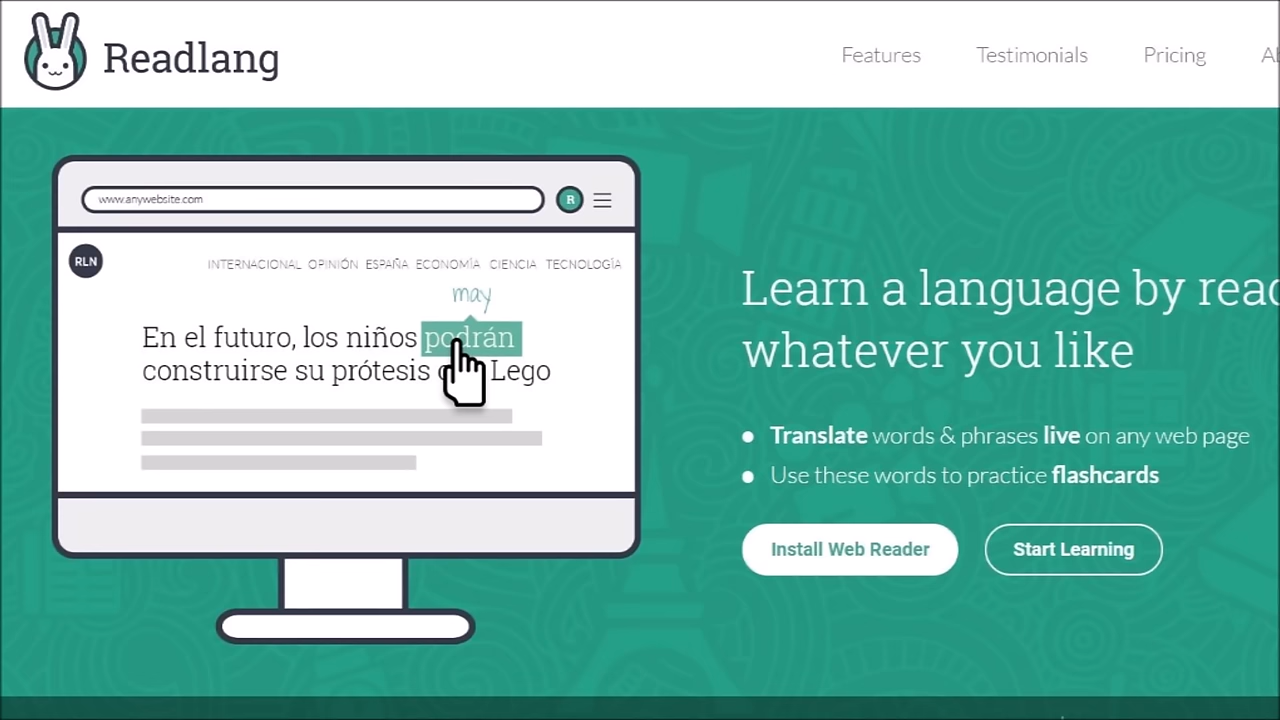 Readlang
Features Testimonials Pricing
www.anywebsite.com R
RLN INTERNACIONAL OPINIÓN ESPAÑA ECONOMÍA CIENCIA TECNOLOGÍA
may
En el futuro, los niños podrán
construirse su prótesis Lego
Learn a language by
whatever you like
Translate words & phrases live on any web page
Use these words to practice flashcards
Install Web Reader Start Learning